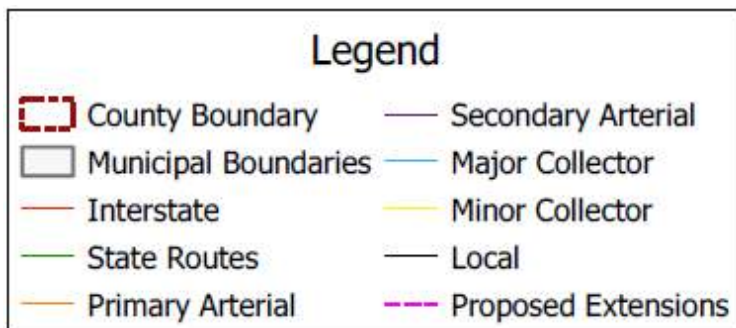 Legend
County Boundary
Municipal Boundaries
Interstate
State Routes
Primary Arterial
Secondary Arterial
Major Collector
Minor Collector
Local
Proposed Extensions